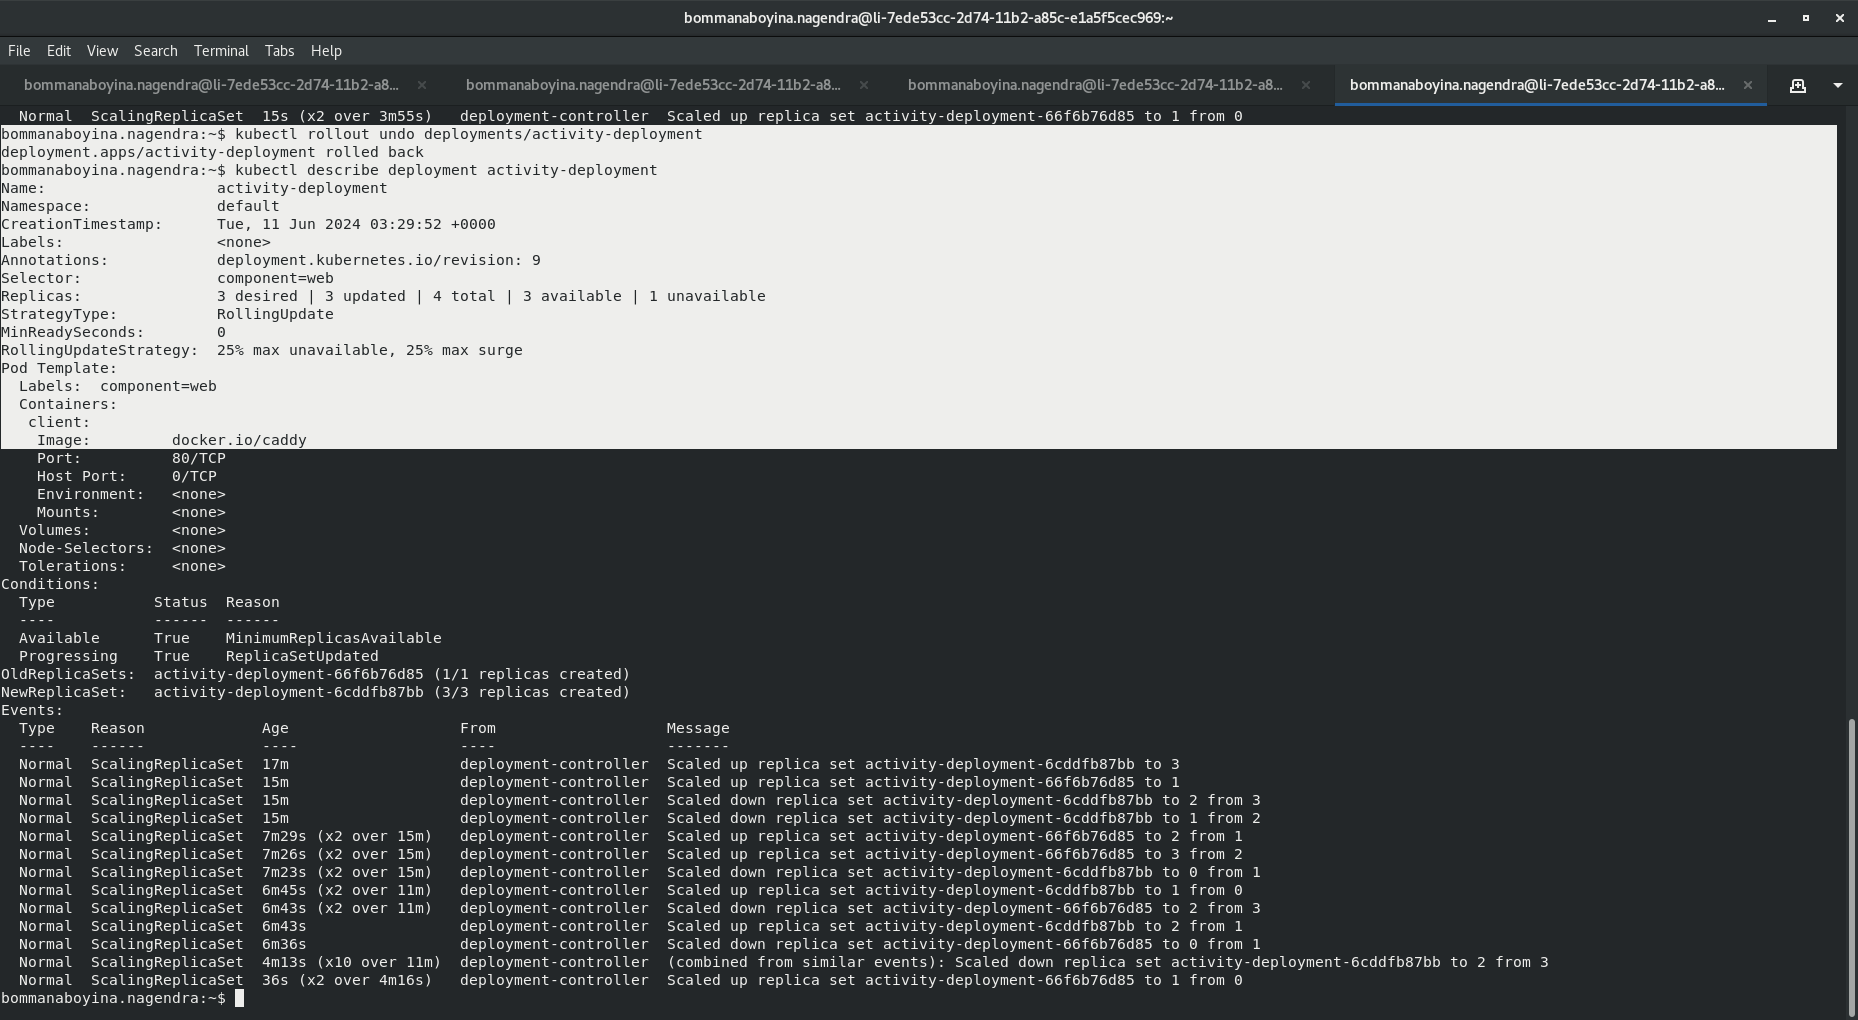 bommanaboyina.nagendra@li-7ede53cc-2d74-11b2-a85c-e1a5f5cec969:~
File Edit View Search Terminal Tabs Help
bommanaboyina.nagendra@li-7ede53cc-2d74-11b2-a8... bommanaboyina.nagendra@li-7ede53cc-2d74-11b2-a8... bommanaboyina.nagendra@li-7ede53cc-2d74-11b2-a8... bommanaboyina.nagendra@li-7ede53cc-2d74-11b2-a8...
  Normal  ScalingReplicaSet  15s (x2 over 3m55s)   deployment-controller  Scaled up replica set activity-deployment-66f6b76d85 to 1 from 0
bommanaboyina.nagendra:~$ kubectl rollout undo deployments/activity-deployment
deployment.apps/activity-deployment rolled back
bommanaboyina.nagendra:~$ kubectl describe deployment activity-deployment
Name:                   activity-deployment
Namespace:              default
CreationTimestamp:      Tue, 11 Jun 2024 03:29:52 +0000
Labels:                 <none>
Annotations:            deployment.kubernetes.io/revision: 9
Selector:               component=web
Replicas:               3 desired | 3 updated | 4 total | 3 available | 1 unavailable
StrategyType:           RollingUpdate
MinReadySeconds:        0
RollingUpdateStrategy:  25% max unavailable, 25% max surge
Pod Template:
  Labels:  component=web
  Containers:
   client:
    Image:         docker.io/caddy
    Port:          80/TCP
    Host Port:     0/TCP
    Environment:   <none>
    Mounts:        <none>
  Volumes:         <none>
  Node-Selectors:  <none>
  Tolerations:     <none>
Conditions:
  Type           Status  Reason
  ----           ------  ------
  Available      True    MinimumReplicasAvailable
  Progressing    True    ReplicaSetUpdated
OldReplicaSets:  activity-deployment-66f6b76d85 (1/1 replicas created)
NewReplicaSet:   activity-deployment-6cddfb87bb (3/3 replicas created)
Events:
  Type    Reason             Age                   From                   Message
  ----    ------             ----                  ----                   -------
  Normal  ScalingReplicaSet  17m                   deployment-controller  Scaled up replica set activity-deployment-6cddfb87bb to 3
  Normal  ScalingReplicaSet  15m                   deployment-controller  Scaled up replica set activity-deployment-66f6b76d85 to 1
  Normal  ScalingReplicaSet  15m                   deployment-controller  Scaled down replica set activity-deployment-6cddfb87bb to 2 from 3
  Normal  ScalingReplicaSet  15m                   deployment-controller  Scaled down replica set activity-deployment-6cddfb87bb to 1 from 2
  Normal  ScalingReplicaSet  7m29s (x2 over 15m)   deployment-controller  Scaled up replica set activity-deployment-66f6b76d85 to 2 from 1
  Normal  ScalingReplicaSet  7m26s (x2 over 15m)   deployment-controller  Scaled up replica set activity-deployment-66f6b76d85 to 3 from 2
  Normal  ScalingReplicaSet  7m23s (x2 over 15m)   deployment-controller  Scaled down replica set activity-deployment-6cddfb87bb to 0 from 1
  Normal  ScalingReplicaSet  6m45s (x2 over 11m)   deployment-controller  Scaled up replica set activity-deployment-6cddfb87bb to 1 from 0
  Normal  ScalingReplicaSet  6m43s (x2 over 11m)   deployment-controller  Scaled down replica set activity-deployment-66f6b76d85 to 2 from 3
  Normal  ScalingReplicaSet  6m43s                 deployment-controller  Scaled up replica set activity-deployment-6cddfb87bb to 2 from 1
  Normal  ScalingReplicaSet  6m36s                 deployment-controller  Scaled down replica set activity-deployment-66f6b76d85 to 0 from 1
  Normal  ScalingReplicaSet  4m13s (x10 over 11m)  deployment-controller  (combined from similar events): Scaled down replica set activity-deployment-6cddfb87bb to 2 from 3
  Normal  ScalingReplicaSet  36s (x2 over 4m16s)   deployment-controller  Scaled up replica set activity-deployment-66f6b76d85 to 1 from 0
bommanaboyina.nagendra:~$